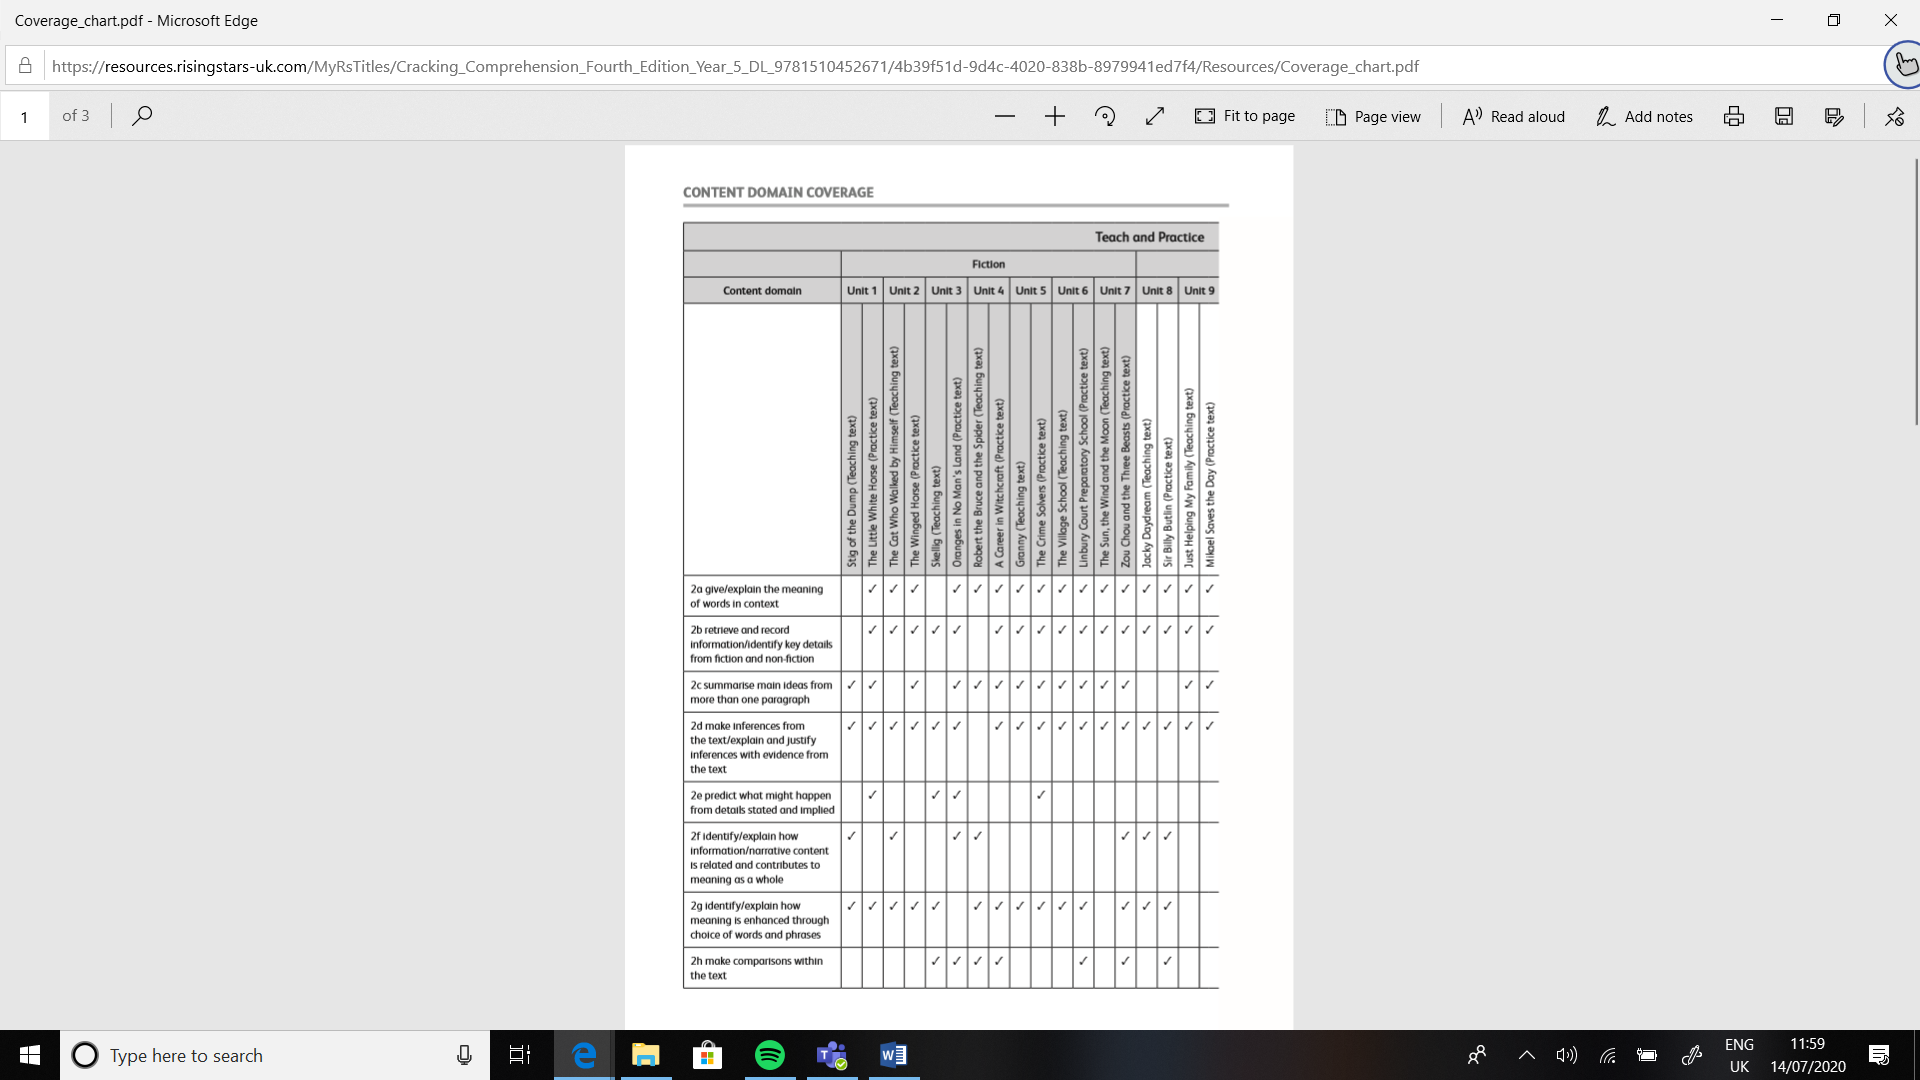 Coverage_chart.pdf - Microsoft Edge
https://resources.risingstars-uk.com/MyRsTitles/Cracking_Comprehension_Fourth_Edition_Year_5_DL_9781510452671/4b39f51d-9d4c-4020-838b-8979941ed7f4/Resources/Coverage_chart.pdf
1 of 3 Fit to page Page view Read aloud Add notes
CONTENT DOMAIN COVERAGE
Teach and Practice
Fiction
Content domain Unit 1 Unit 2 Unit 3 Unit 4 Unit 5 Unit 6 Unit 7 Unit 8 Unit 9
Stig of the Dump (Teaching text)
The Little White Horse (Practice text)
The Cat Who Walked by Himself (Teaching text)
The Winged Horse (Practice text)
Skellig (Teaching text)
Oranges in No Man's Land (Practice text)
Robert the Bruce and the Spider (Teaching text)
A Career in Witchcraft (Practice text)
Granny (Teaching text)
The Crime Solvers (Practice text)
The Village School (Teaching text)
Linbury Court Preparatory School (Practice text)
The Sun, the Wind and the Moon (Teaching text)
Zou Chou and the Three Beasts (Practice text)
Jacky Daydream (Teaching text)
Sir Billy Butlin (Practice text)
Just Helping My Family (Teaching text)
Mikael Saves the Day (Practice text)
2a give/explain the meaning ✓ ✓ ✓ ✓ ✓ ✓ ✓ ✓ ✓ ✓ ✓ ✓ ✓ ✓ ✓ ✓
of words in context
2b retrieve and record ✓ ✓ ✓ ✓ ✓ ✓ ✓ ✓ ✓ ✓ ✓ ✓ ✓ ✓ ✓ ✓
information/identify key details
from fiction and non-fiction
2c summarise main ideas from ✓ ✓ ✓ ✓ ✓ ✓ ✓ ✓ ✓ ✓ ✓ ✓ ✓ ✓
more than one paragraph
2d make inferences from ✓ ✓ ✓ ✓ ✓ ✓ ✓ ✓ ✓ ✓ ✓ ✓ ✓ ✓ ✓ ✓ ✓
the text/explain and justify
inferences with evidence from
the text
2e predict what might happen ✓ ✓ ✓ ✓
from details stated and implied
2f identify/explain how ✓ ✓ ✓ ✓ ✓ ✓ ✓
information/narrative content
is related and contributes to
meaning as a whole
2g identify/explain how ✓ ✓ ✓ ✓ ✓ ✓ ✓ ✓ ✓ ✓ ✓ ✓ ✓ ✓
meaning is enhanced through
choice of words and phrases
2h make comparisons within ✓ ✓ ✓ ✓ ✓ ✓ ✓
the text
Type here to search
ENG
UK
11:59
14/07/2020